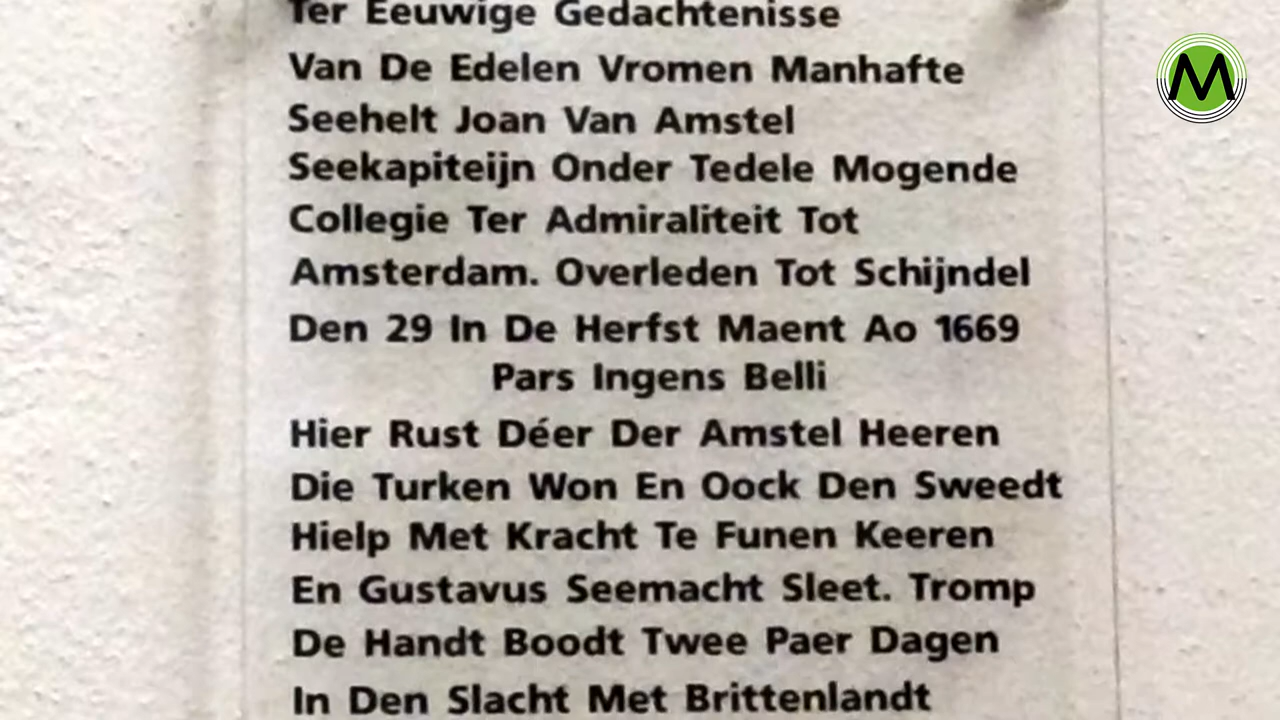 Ter Eeuwige Gedachtenisse
Van De Edelen Vromen Manhafte
Seehelt Joan Van Amstel
Seekapiteijn Onder Tedele Mogende
Collegie Ter Admiraliteit Tot
Amsterdam. Overleden Tot Schijndel
Den 29 In De Herfst Maent Ao 1669
Pars Ingens Belli
Hier Rust Déer Der Amstel Heeren
Die Turken Won En Oock Den Sweedt
Hielp Met Kracht Te Funen Keeren
En Gustavus Seemacht Sleet. Tromp
De Handt Boodt Twee Paer Dagen
In Den Slacht Met Brittenlandt
M